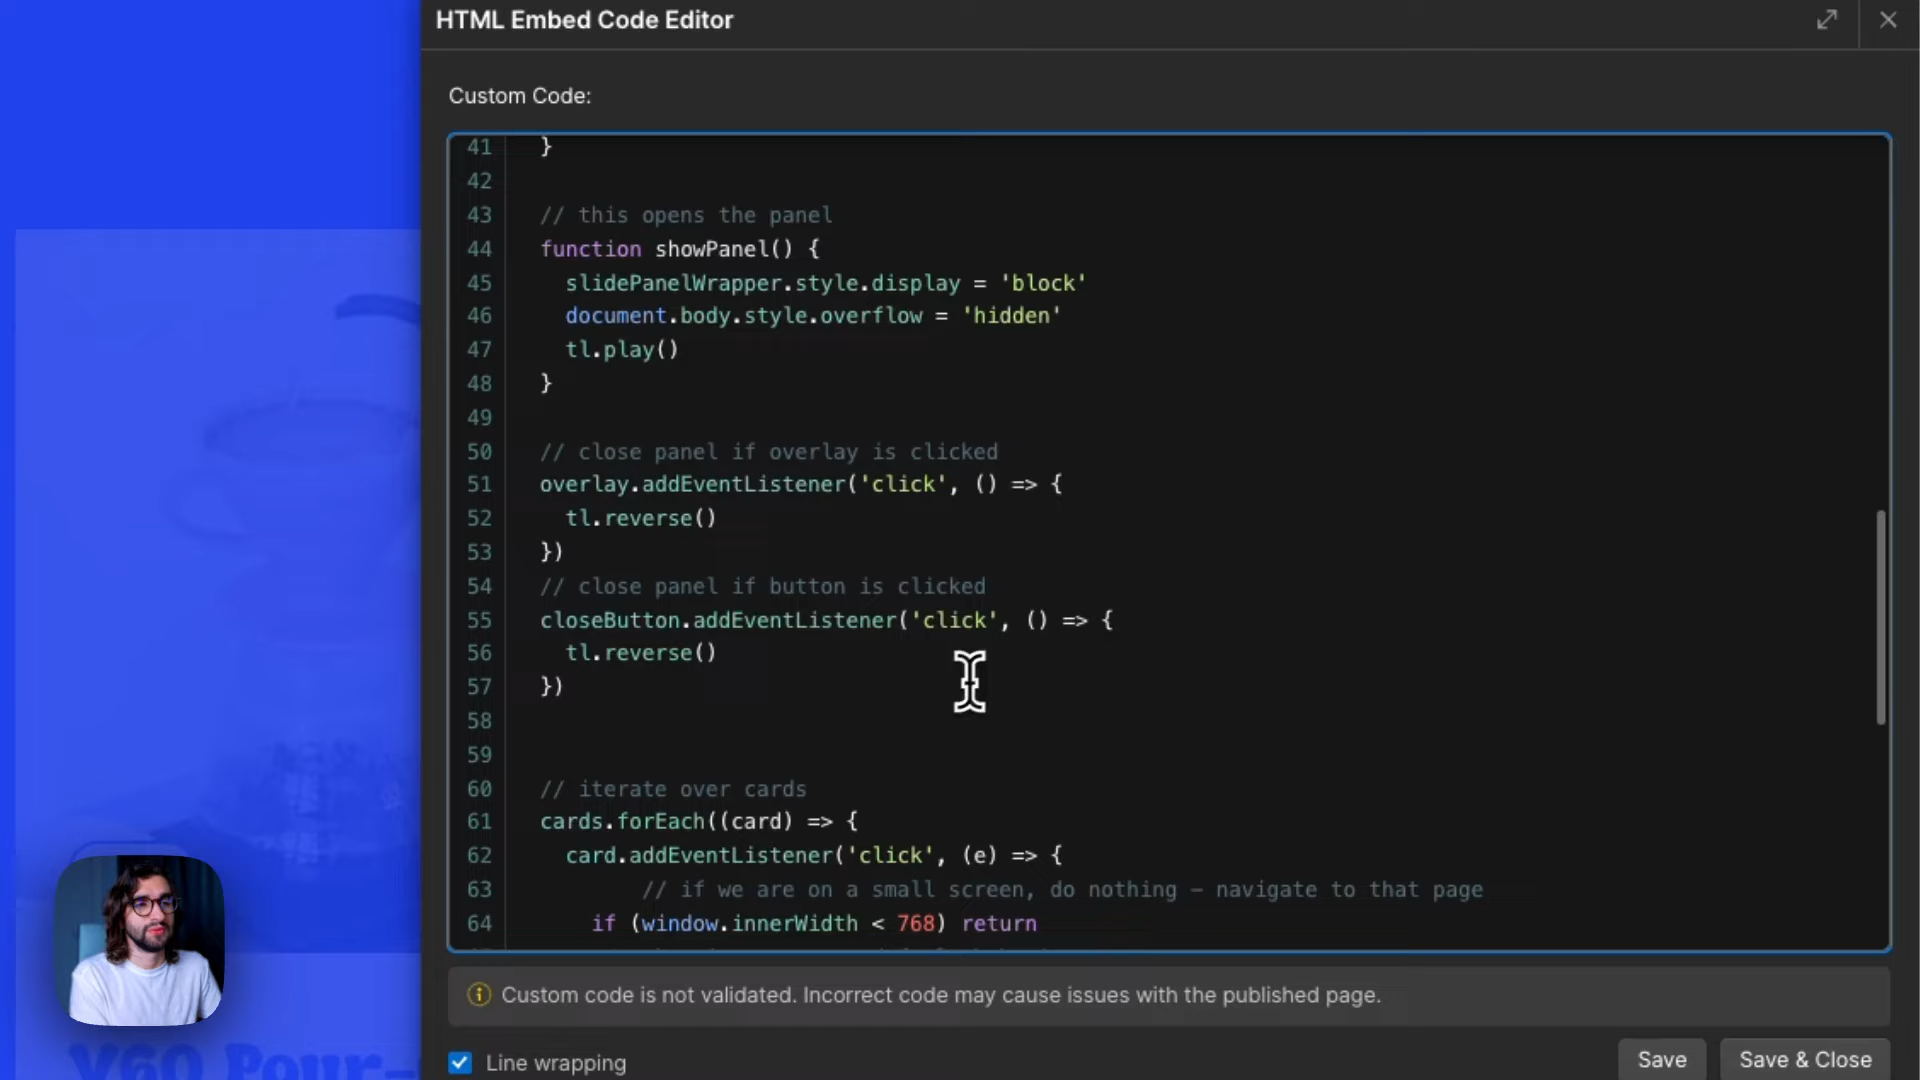 HTML Embed Code Editor
Custom Code:
41 }
42
43 // this opens the panel
44 function showPanel() {
45 slidePanelWrapper.style.display = 'block'
46 document.body.style.overflow = 'hidden'
47 tl.play()
48 }
49
50 // close panel if overlay is clicked
51 overlay.addEventListener('click', () => {
52 tl.reverse()
53 })
54 // close panel if button is clicked
55 closeButton.addEventListener('click', () => {
56 tl.reverse()
57 })
58
59
60 // iterate over cards
61 cards.forEach((card) => {
62 card.addEventListener('click', (e) => {
63 // if we are on a small screen, do nothing – navigate to that page
64 if (window.innerWidth < 768) return
Custom code is not validated. Incorrect code may cause issues with the published page.
Line wrapping
Save
Save & Close
V60 Pour-